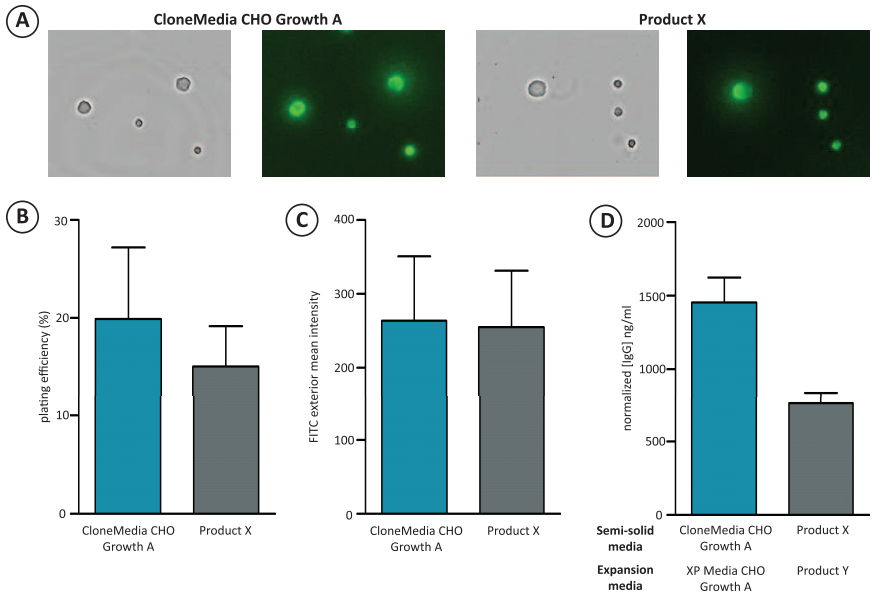 A
CloneMedia CHO Growth A
Product X
B
30
20
10
0
plating efficiency (%)
CloneMedia CHO
Growth A
Product X
C
400
300
200
100
0
FITC exterior mean intensity
CloneMedia CHO
Growth A
Product X
D
2000
1500
1000
500
0
normalized [IgG] ng/ml
Semi-solid
media
CloneMedia CHO
Growth A
Product X
Expansion
media
XP Media CHO
Growth A
Product Y